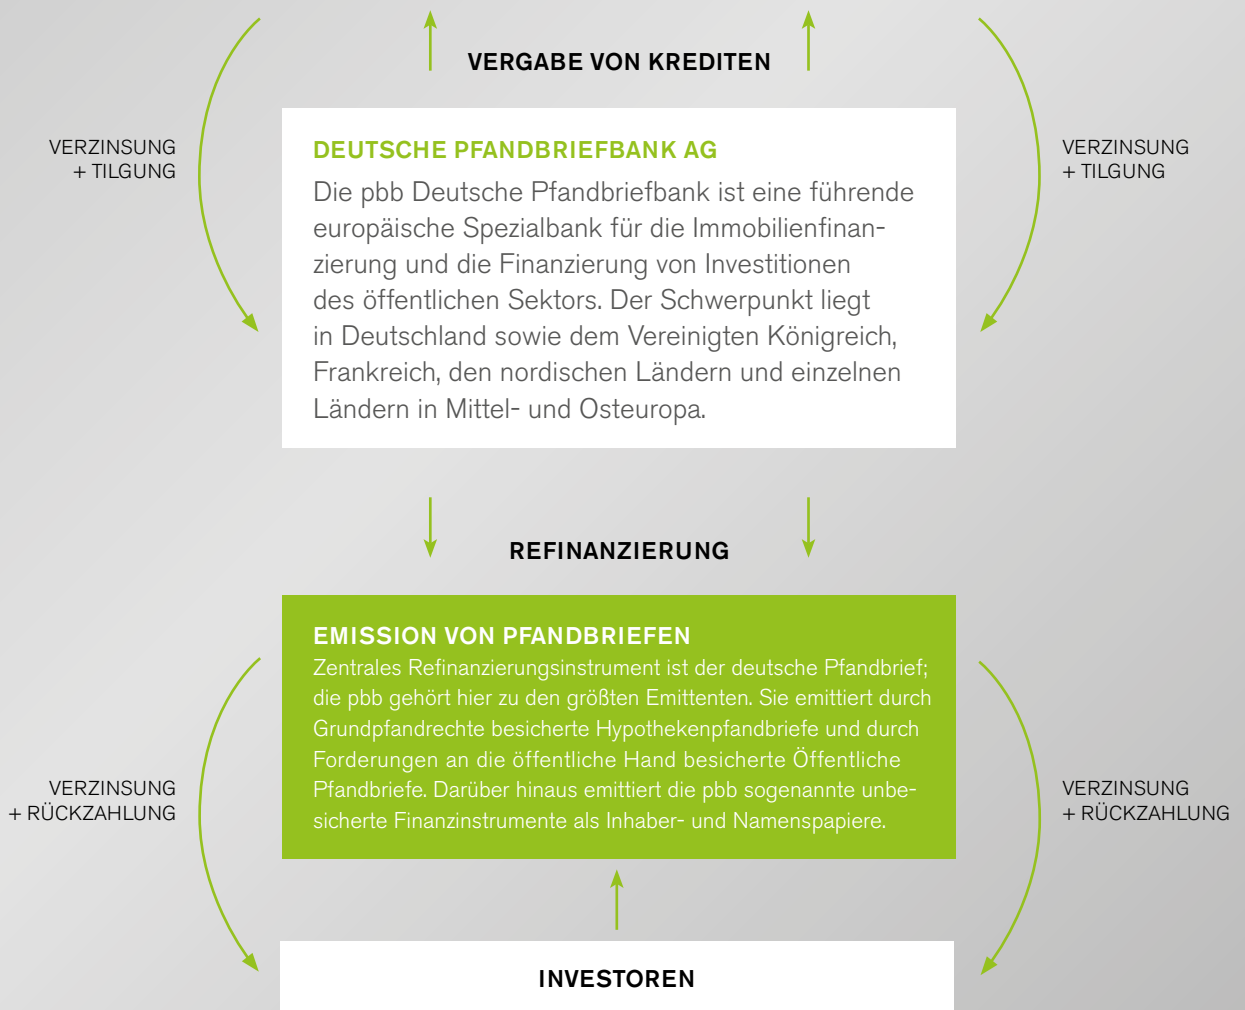 VERGABE VON KREDITEN
VERZINSUNG
+ TILGUNG
DEUTSCHE PFANDBRIEFBANK AG
Die pbb Deutsche Pfandbriefbank ist eine führende
europäische Spezialbank für die Immobilienfinan-
zierung und die Finanzierung von Investitionen
des öffentlichen Sektors. Der Schwerpunkt liegt
in Deutschland sowie dem Vereinigten Königreich,
Frankreich, den nordischen Ländern und einzelnen
Ländern in Mittel- und Osteuropa.
VERZINSUNG
+ TILGUNG
REFINANZIERUNG
EMISSION VON PFANDBRIEFEN
Zentrales Refinanzierungsinstrument ist der deutsche Pfandbrief;
die pbb gehört hier zu den größten Emittenten. Sie emittiert durch
Grundpfandrechte besicherte Hypothekenpfandbriefe und durch
Forderungen an die öffentliche Hand besicherte Öffentliche
Pfandbriefe. Darüber hinaus emittiert die pbb sogenannte unbe-
sicherte Finanzinstrumente als Inhaber- und Namenspapiere.
VERZINSUNG
+ RÜCKZAHLUNG
VERZINSUNG
+ RÜCKZAHLUNG
INVESTOREN